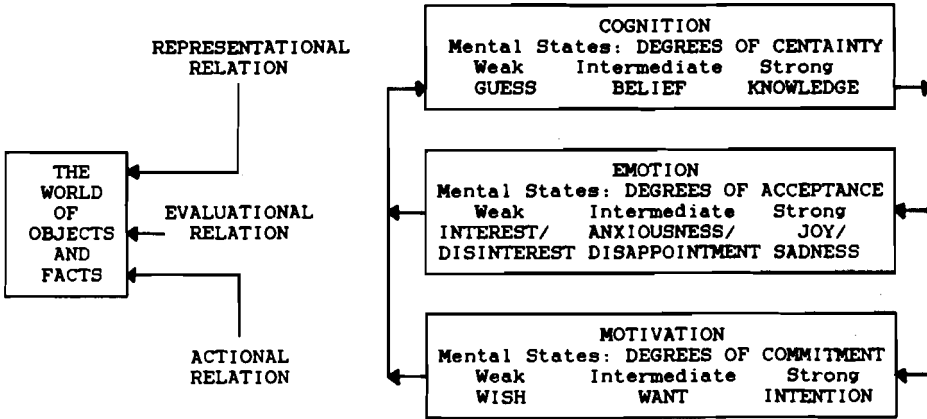 REPRESENTATIONAL
RELATION
THE
WORLD
OF
OBJECTS
AND
FACTS
EVALUATIONAL
RELATION
ACTIONAL
RELATION
COGNITION
Mental States: DEGREES OF CENTAINTY
Weak Intermediate Strong
GUESS BELIEF KNOWLEDGE
EMOTION
Mental States: DEGREES OF ACCEPTANCE
Weak Intermediate Strong
INTEREST/ ANXIOUSNESS/ JOY/
DISINTEREST DISAPPOINTMENT SADNESS
MOTIVATION
Mental States: DEGREES OF COMMITMENT
Weak Intermediate Strong
WISH WANT INTENTION